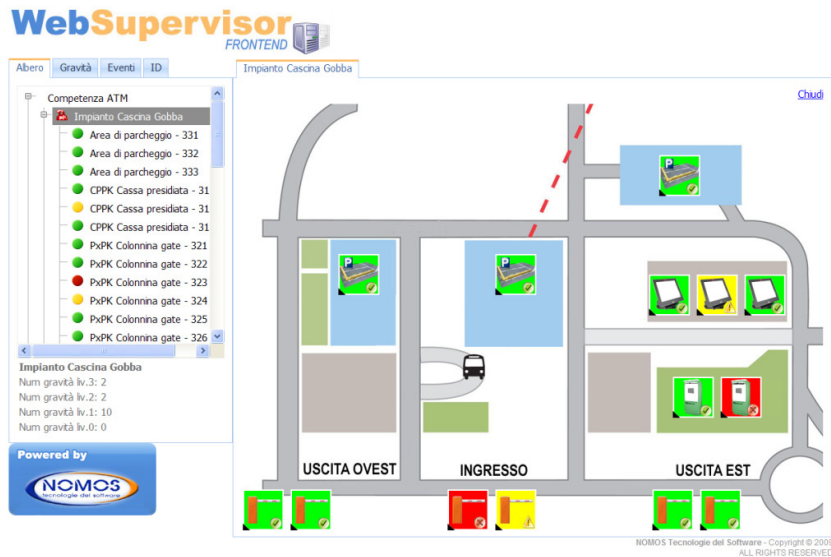 WebSupervisor
FRONTEND
Albero Gravità Eventi ID
Impianto Cascina Gobba
Chiudi
Competenza ATM
Impianto Cascina Gobba
Area di parcheggio - 331
Area di parcheggio - 332
Area di parcheggio - 333
CPPK Cassa presidiata - 31
CPPK Cassa presidiata - 31
CPPK Cassa presidiata - 31
PxPK Colonnina gate - 321
PxPK Colonnina gate - 322
PxPK Colonnina gate - 323
PxPK Colonnina gate - 324
PxPK Colonnina gate - 325
PxPK Colonnina gate - 326
Impianto Cascina Gobba
Num gravità liv.3: 2
Num gravità liv.2: 2
Num gravità liv.1: 10
Num gravità liv.0: 0
Powered by
NOMOS
tecnologie del software
P
P
P
USCITA OVEST
INGRESSO
USCITA EST
NOMOS Tecnologie del Software - Copyright © 2009
ALL RIGHTS RESERVED